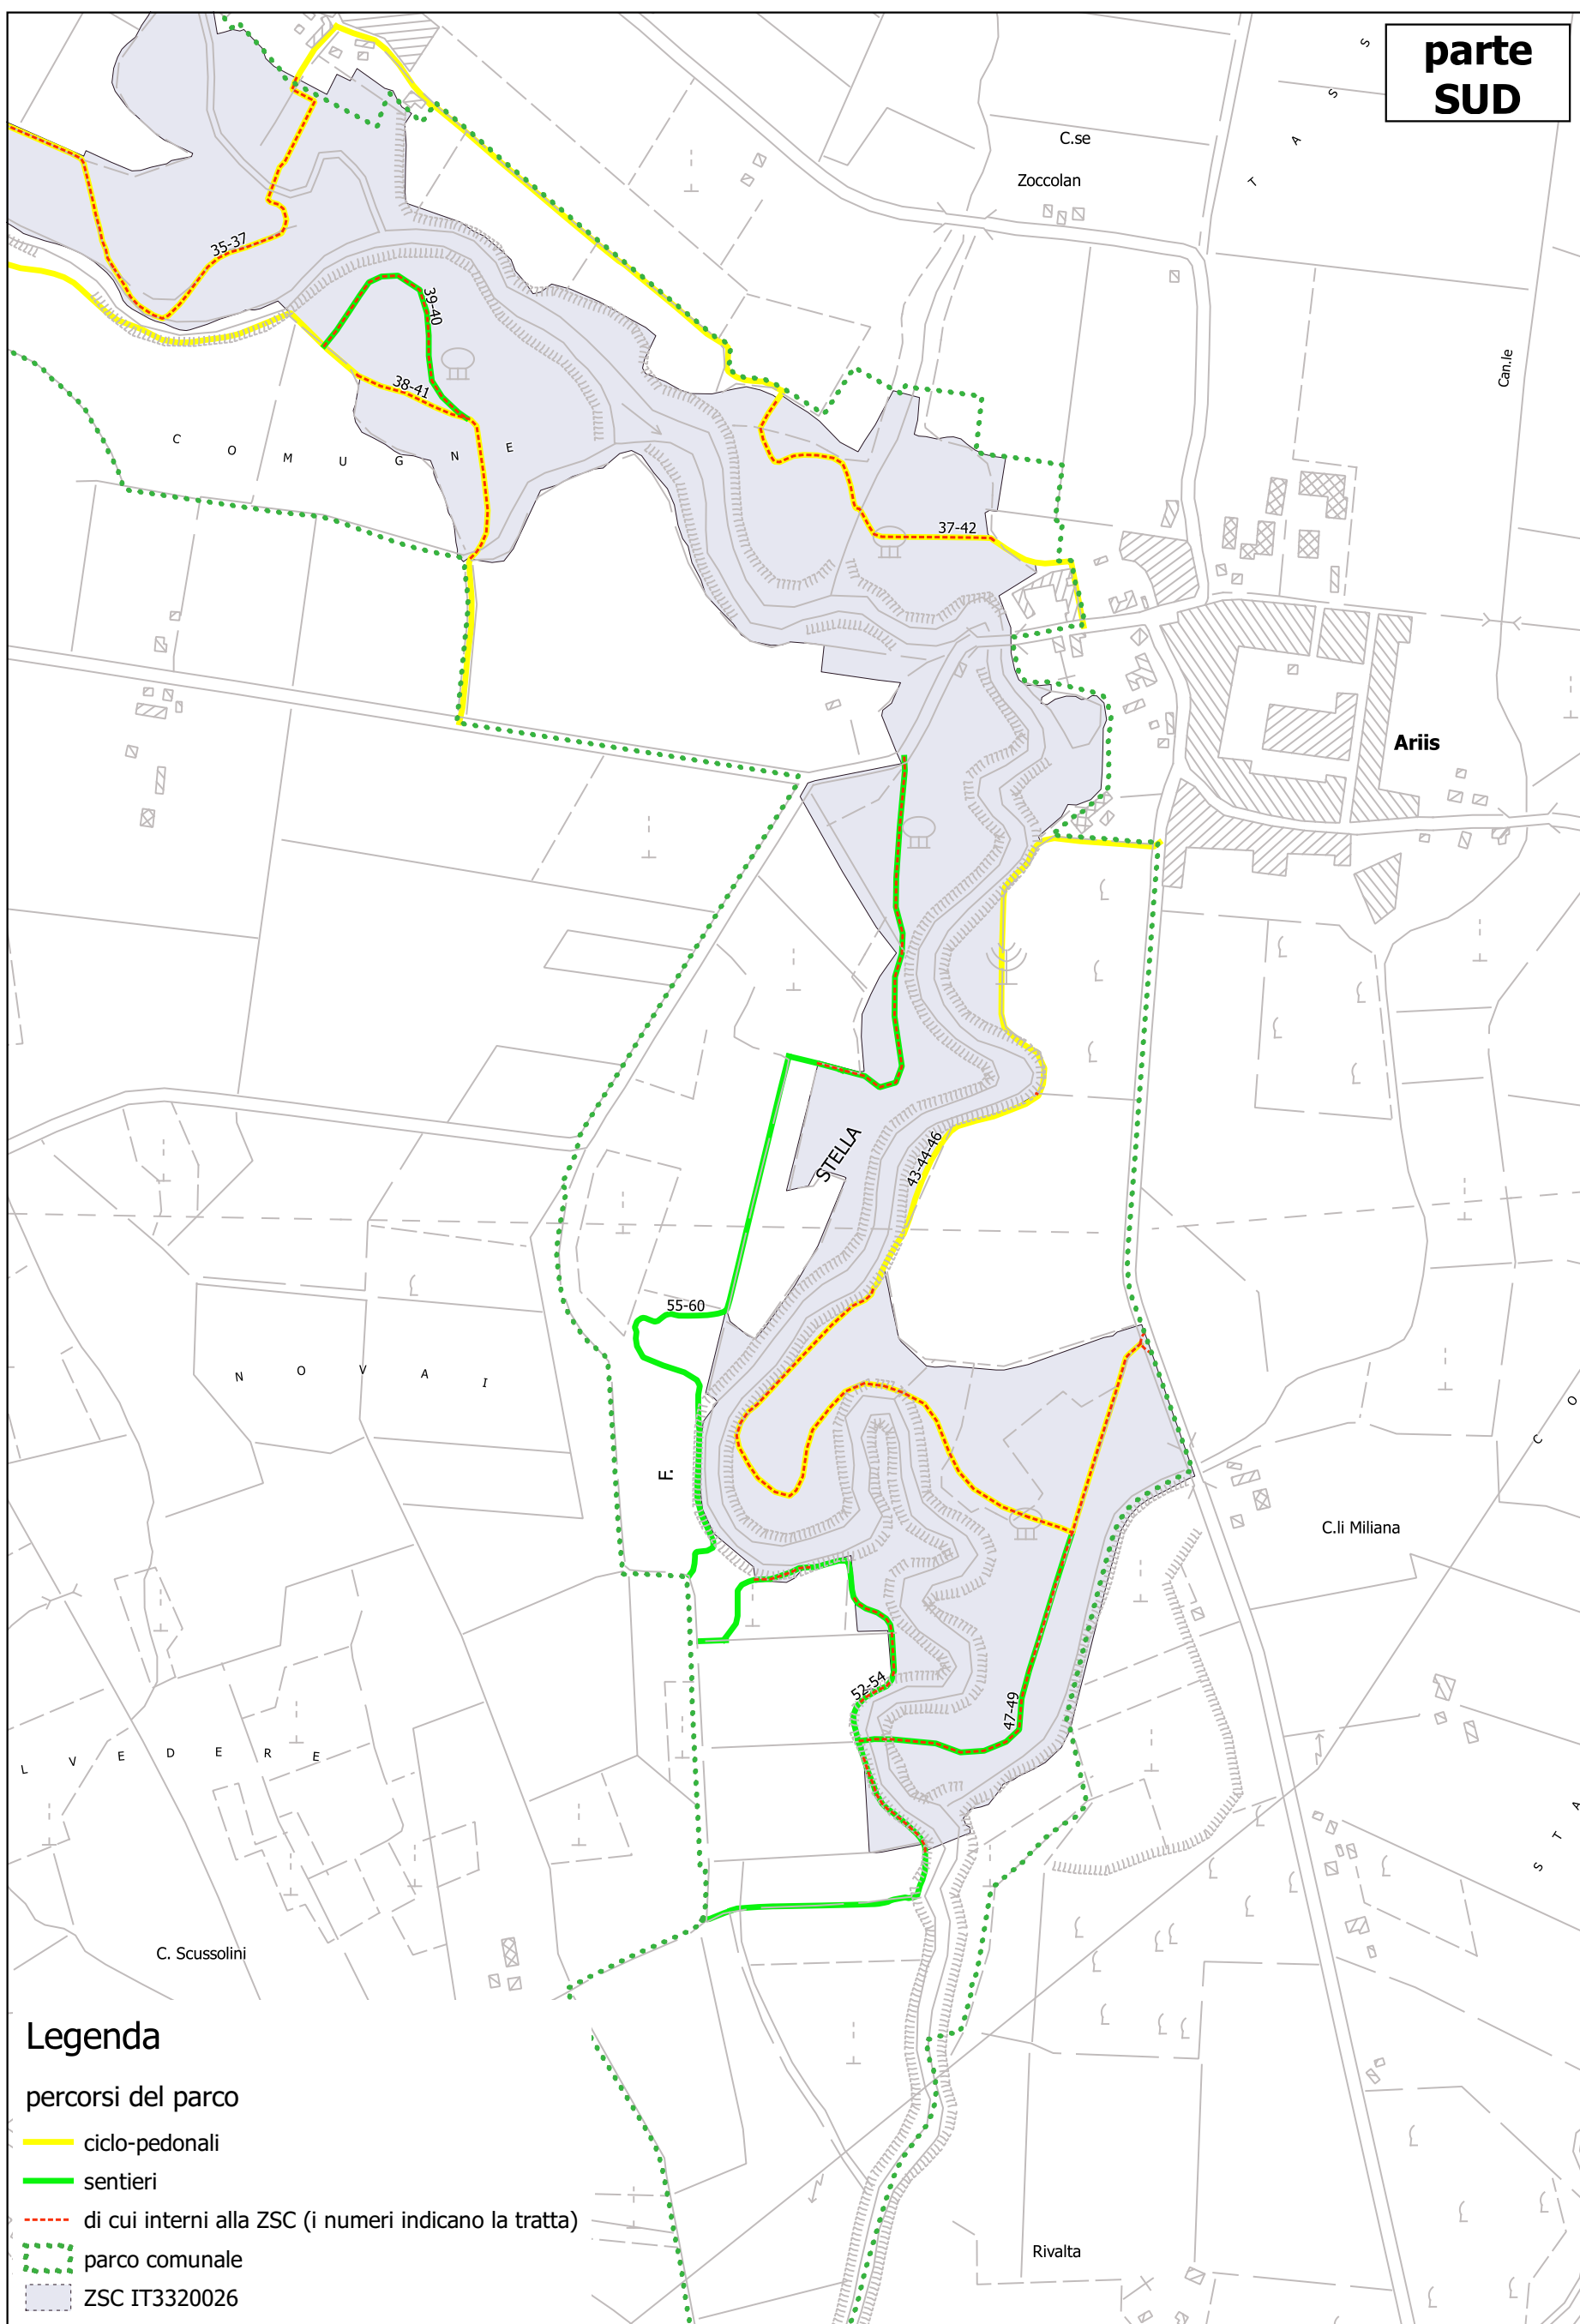 parte
SUD
S
S
A
T
C.se
Zoccolan
35-37
39-40
38-41
Can.le
C O M U G N E
37-42
Ariis
STELLA
43-44-46
55-60
N O V A I
F.
C O
C.li Miliana
52-54
47-49
L V E D E R E
S T A
C. Scussolini
Rivalta
Legenda
percorsi del parco
ciclo-pedonali
sentieri
di cui interni alla ZSC (i numeri indicano la tratta)
parco comunale
ZSC IT3320026